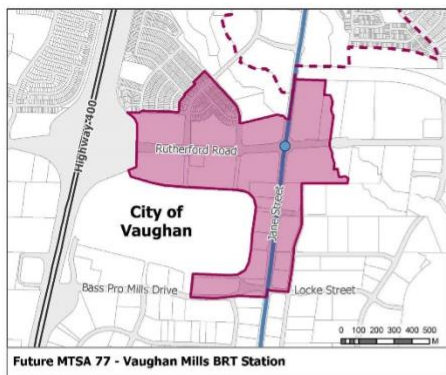 Highway 400
Rutherford Road
City of
Vaughan
Jane Street
Bass Pro Mills Drive
Locke Street
0 100 200 300 400 500
M
Future MTSA 77 - Vaughan Mills BRT Station